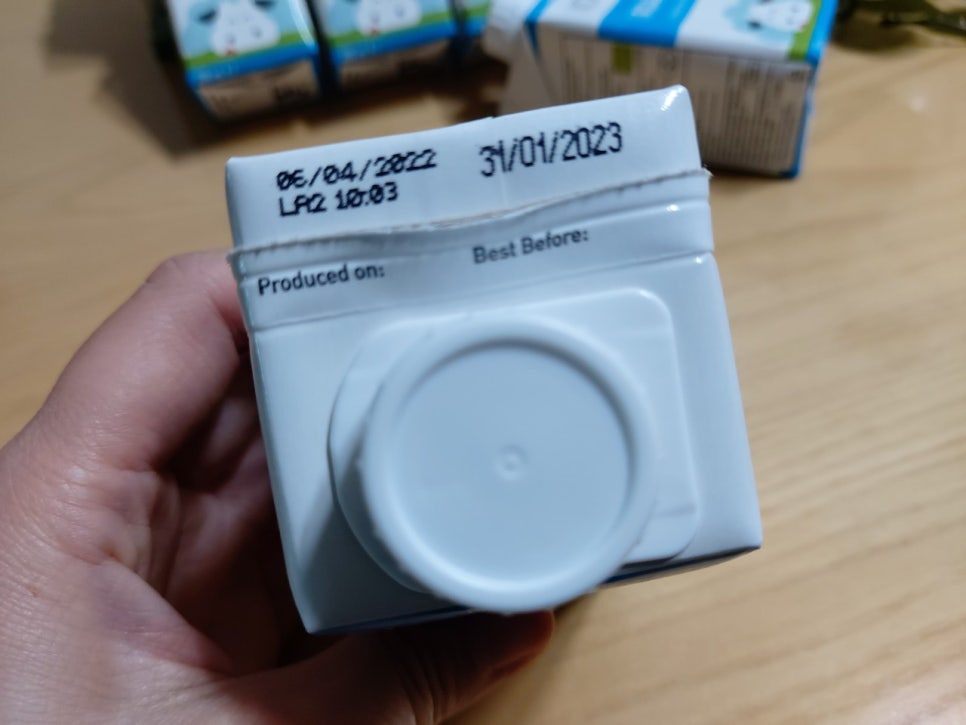 06/04/2022 31/01/2023
LA2 10:03
Produced on: Best Before: